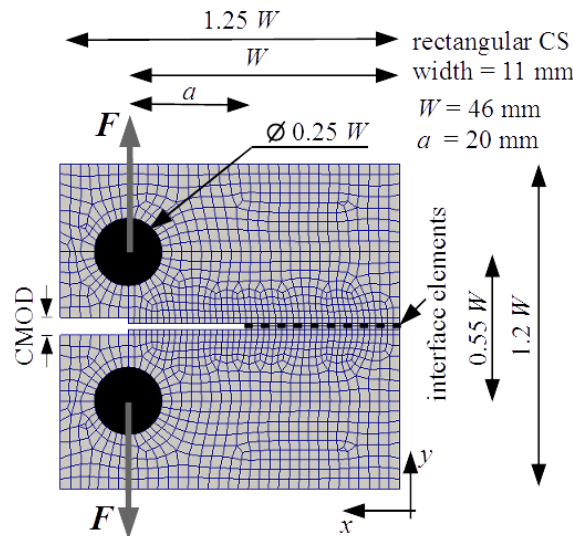 1.25 W
rectangular CS
W
width = 11 mm
a
W = 46 mm
F
Ø 0.25 W
a = 20 mm
CMOD
interface elements
0.55 W
1.2 W
y
F
x